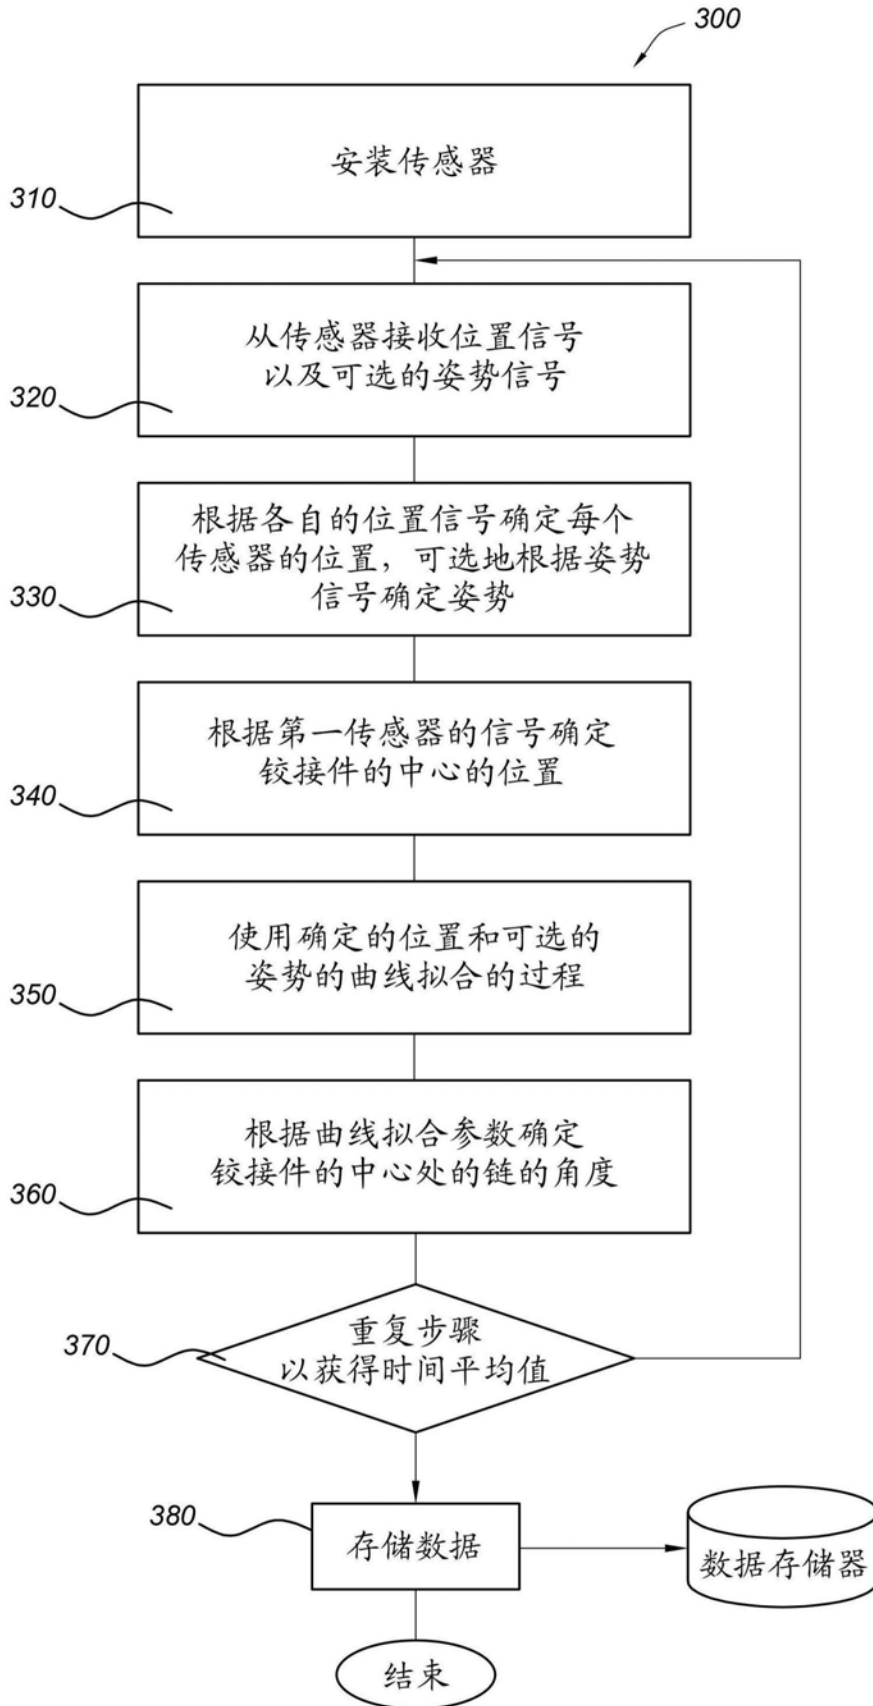 300
安装传感器
310
从传感器接收位置信号
以及可选的姿势信号
320
根据各自的位置信号确定每个
传感器的位置，可选地根据姿势
信号确定姿势
330
根据第一传感器的信号确定
铰接件的中心的位置
340
使用确定的位置和可选的
姿势的曲线拟合的过程
350
根据曲线拟合参数确定
铰接件的中心处的链的角度
360
重复步骤
以获得时间平均值
370
380
存储数据
数据存储器
结束